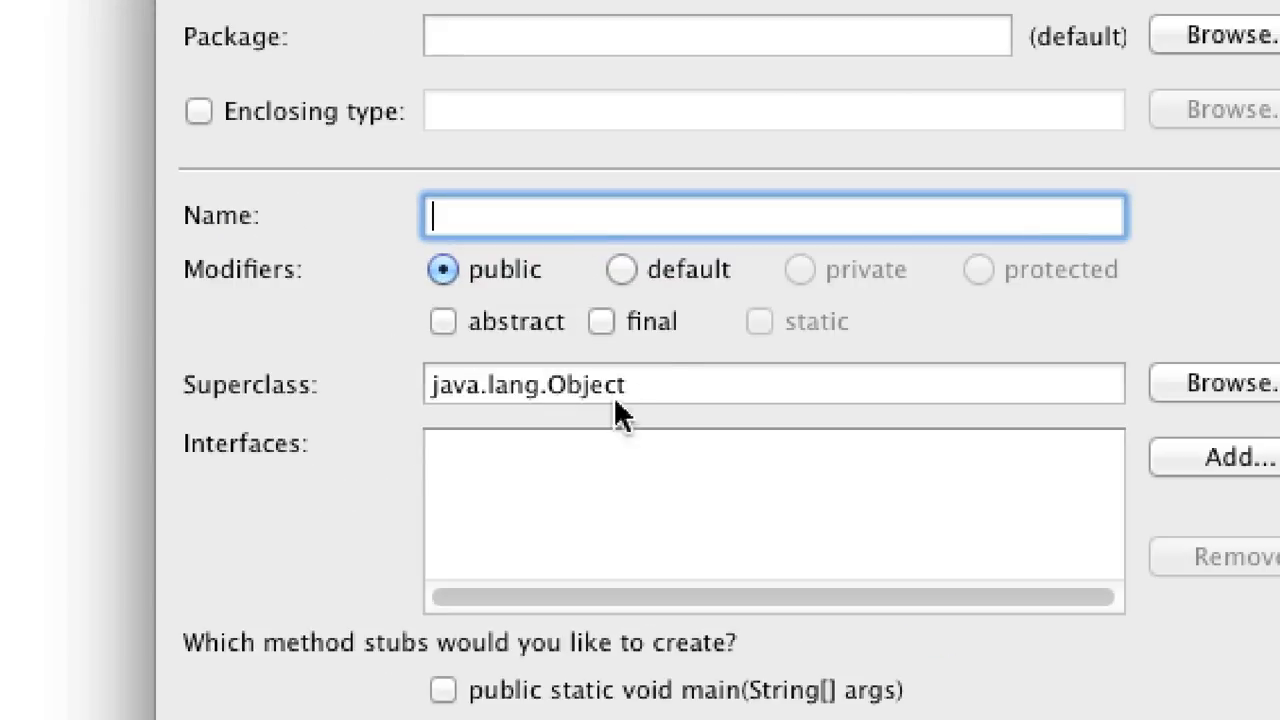 Package: (default) Browse.
Enclosing type: Browse.
Name:
Modifiers: public default private protected
abstract final static
Superclass: java.lang.Object Browse.
Interfaces: Add...
Remove
Which method stubs would you like to create?
public static void main(String[] args)